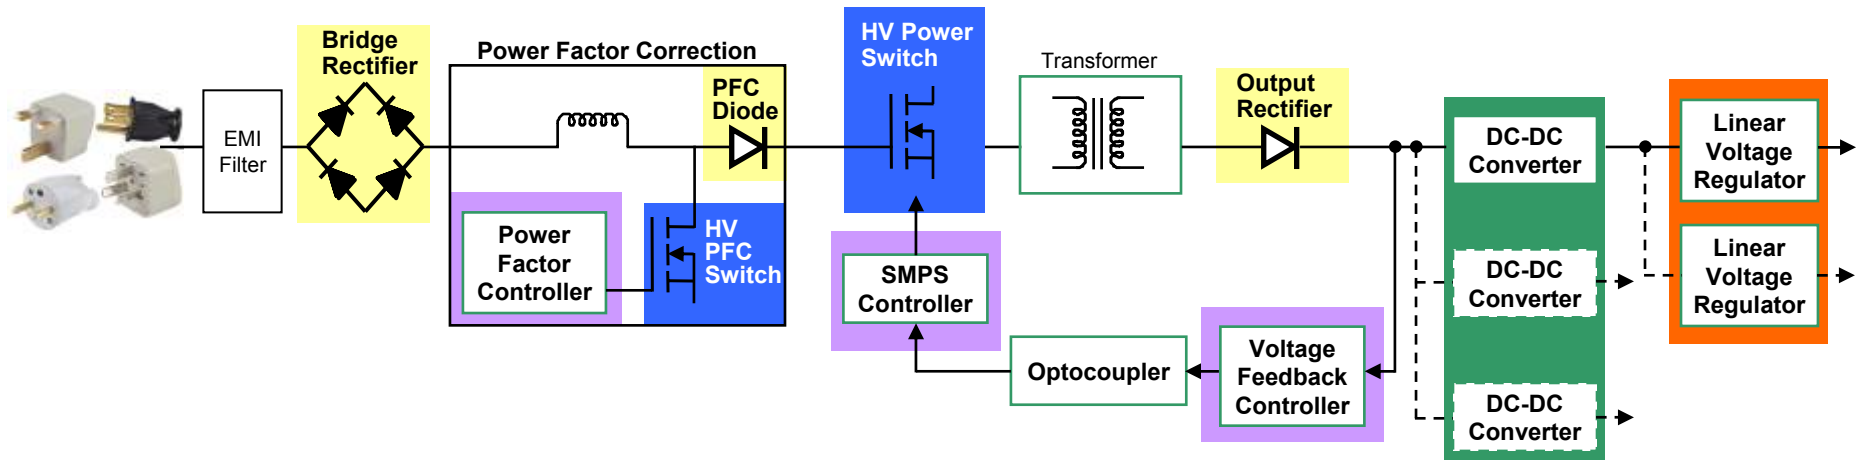 Bridge
Rectifier
Power Factor Correction
PFC
Diode
HV Power
Switch
Transformer
Output
Rectifier
EMI
Filter
DC-DC
Converter
Linear
Voltage
Regulator
Power
Factor
Controller
HV
PFC
Switch
SMPS
Controller
DC-DC
Converter
Linear
Voltage
Regulator
Optocoupler
Voltage
Feedback
Controller
DC-DC
Converter